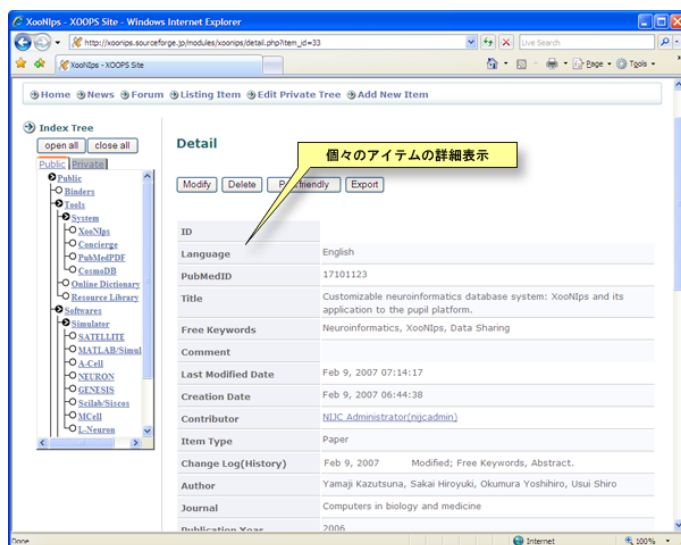 XooNIps - XOOPS Site - Windows Internet Explorer
http://xoonips.sourceforge.jp/modules/xoonips/detail.php?item_id=33
Live Search
XooNIps - XOOPS Site
Page
Tools
Home News Forum Listing Item Edit Private Tree Add New Item
Index Tree
open all close all
Public Private
Public
Binders
Tools
System
XooNIps
Concierge
PubMedPDF
CosmoDB
Online Dictionary
Resource Library
Softwares
Simulator
SATELLITE
MATLAB/Simul
A-Cell
NEURON
GENESIS
Scilab/Siscos
MCell
L-Neuron
Detail
個々のアイテムの詳細表示
Modify Delete friendly Export
ID
Language English
PubMedID 17101123
Title Customizable neuroinformatics database system: XooNIps and its
application to the pupil platform.
Free Keywords Neuroinformatics, XooNIps, Data Sharing
Comment
Last Modified Date Feb 9, 2007 07:14:17
Creation Date Feb 9, 2007 06:44:38
Contributor NIJC Administrator(nijcadmin)
Item Type Paper
Change Log(History) Feb 9, 2007 Modified; Free Keywords, Abstract.
Author Yamaji Kazutsuna, Sakai Hiroyuki, Okumura Yoshihiro, Usui Shiro
Journal Computers in biology and medicine
Publication Year 2006
Done
Internet
100%